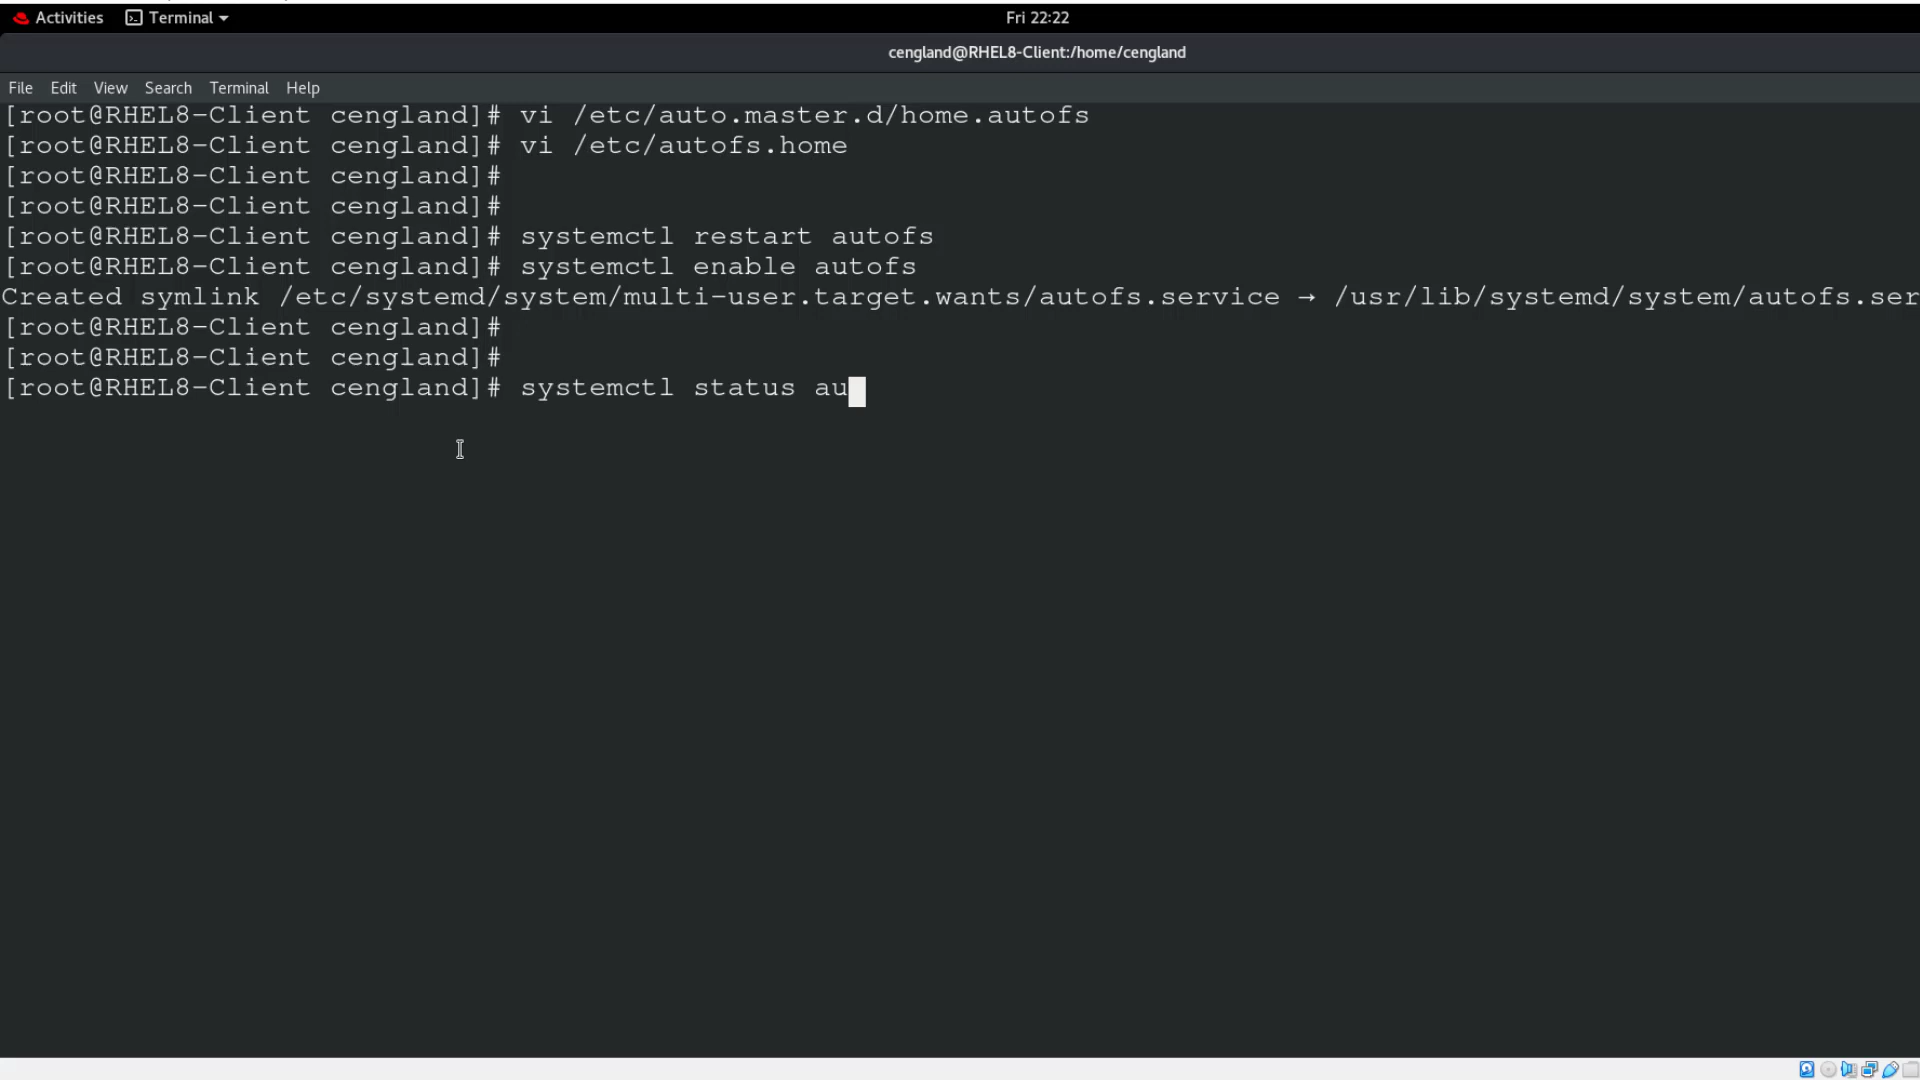 Activities Terminal Fri 22:22
cengland@RHEL8-Client:/home/cengland
File Edit View Search Terminal Help
[root@RHEL8-Client cengland]# vi /etc/auto.master.d/home.autofs
[root@RHEL8-Client cengland]# vi /etc/autofs.home
[root@RHEL8-Client cengland]#
[root@RHEL8-Client cengland]#
[root@RHEL8-Client cengland]# systemctl restart autofs
[root@RHEL8-Client cengland]# systemctl enable autofs
Created symlink /etc/systemd/system/multi-user.target.wants/autofs.service → /usr/lib/systemd/system/autofs.ser
[root@RHEL8-Client cengland]#
[root@RHEL8-Client cengland]#
[root@RHEL8-Client cengland]# systemctl status au